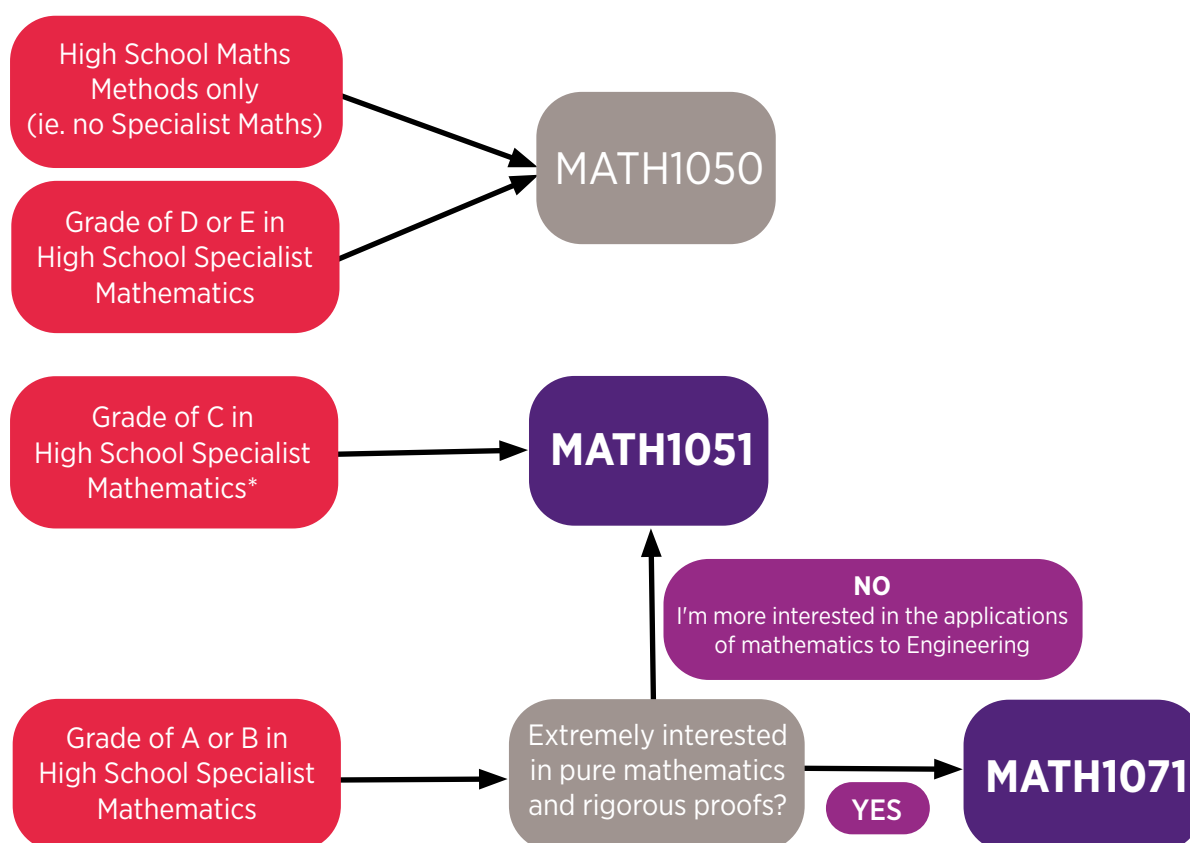 High School Maths
Methods only
(ie. no Specialist Maths)
MATH1050
Grade of D or E in
High School Specialist
Mathematics
Grade of C in
High School Specialist
Mathematics*
MATH1051
NO
I'm more interested in the applications
of mathematics to Engineering
Grade of A or B in
High School Specialist
Mathematics
Extremely interested
in pure mathematics
and rigorous proofs?
YES
MATH1071